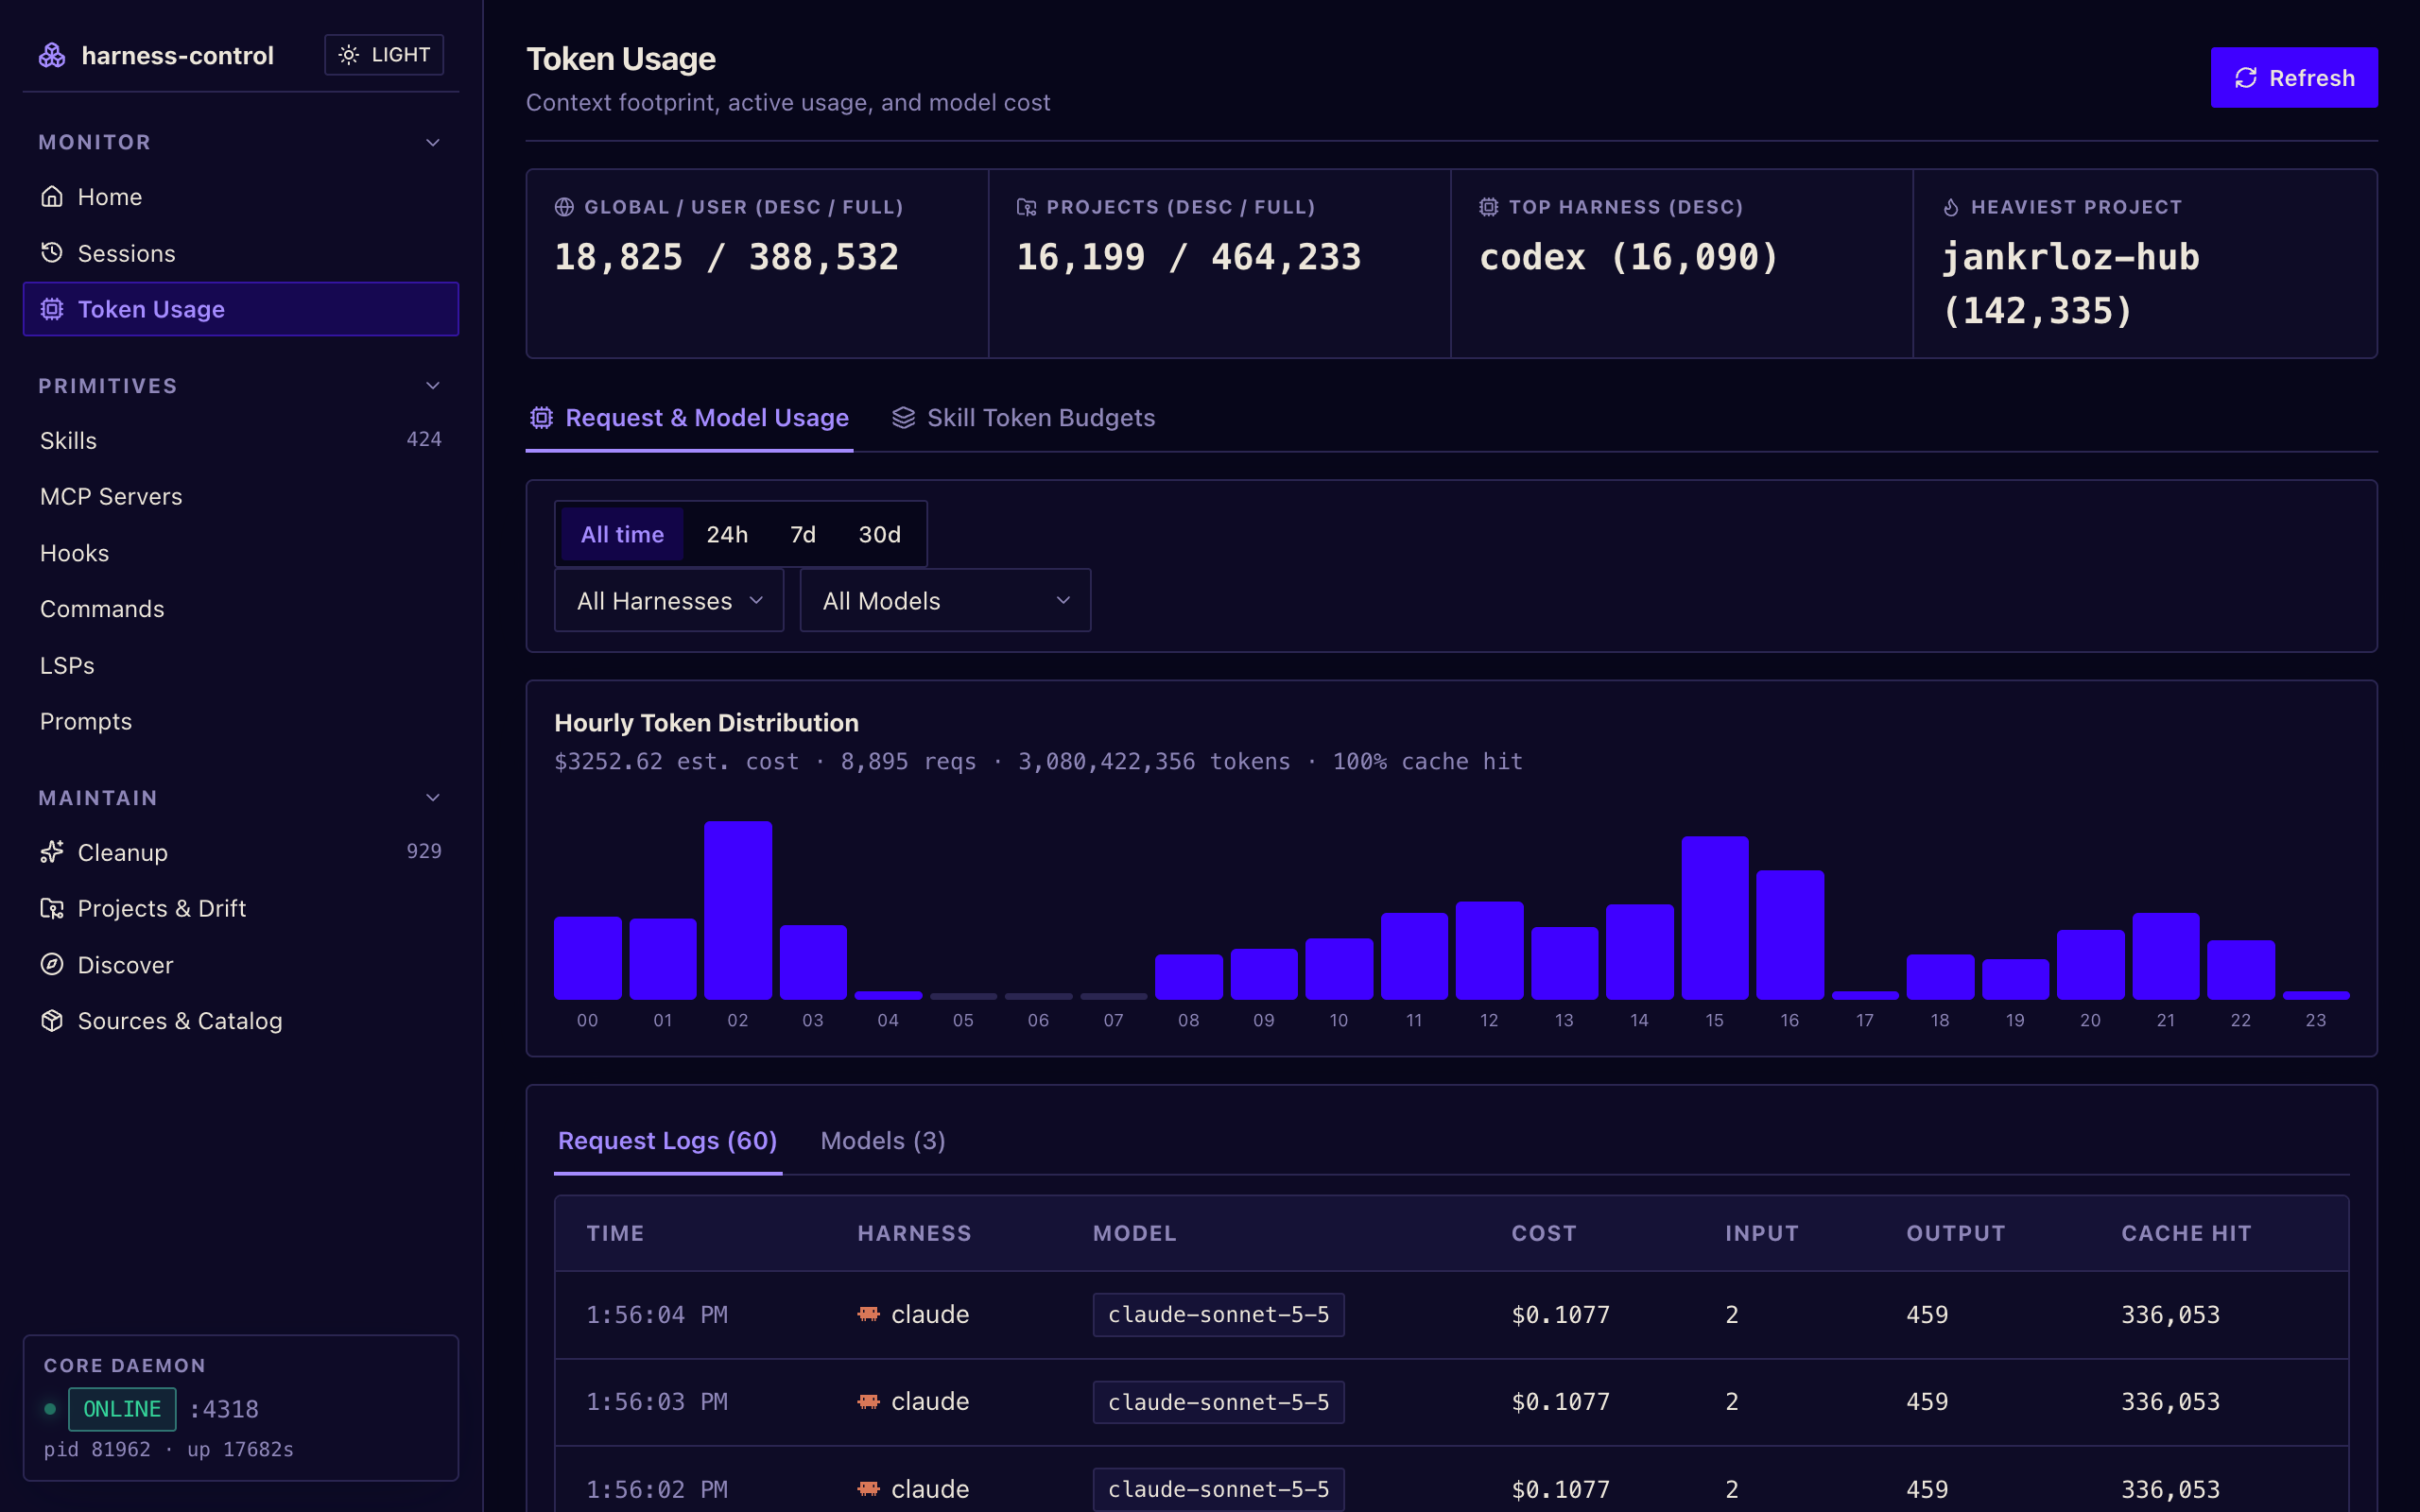 harness-control
LIGHT
MONITOR
Home
Sessions
Token Usage
PRIMITIVES
Skills 424
MCP Servers
Hooks
Commands
LSPs
Prompts
MAINTAIN
Cleanup 929
Projects & Drift
Discover
Sources & Catalog
CORE DAEMON
ONLINE :4318
pid 81962 · up 17682s
Token Usage
Context footprint, active usage, and model cost
Refresh
GLOBAL / USER (DESC / FULL)
18,825 / 388,532
PROJECTS (DESC / FULL)
16,199 / 464,233
TOP HARNESS (DESC)
codex (16,090)
HEAVIEST PROJECT
jankrloz-hub
(142,335)
Request & Model Usage Skill Token Budgets
All time 24h 7d 30d
All Harnesses All Models
Hourly Token Distribution
$3252.62 est. cost · 8,895 reqs · 3,080,422,356 tokens · 100% cache hit
00 01 02 03 04 05 06 07 08 09 10 11 12 13 14 15 16 17 18 19 20 21 22 23
Request Logs (60) Models (3)
TIME HARNESS MODEL COST INPUT OUTPUT CACHE HIT
1:56:04 PM claude claude-sonnet-5-5 $0.1077 2 459 336,053
1:56:03 PM claude claude-sonnet-5-5 $0.1077 2 459 336,053
1:56:02 PM claude claude-sonnet-5-5 $0.1077 2 459 336,053